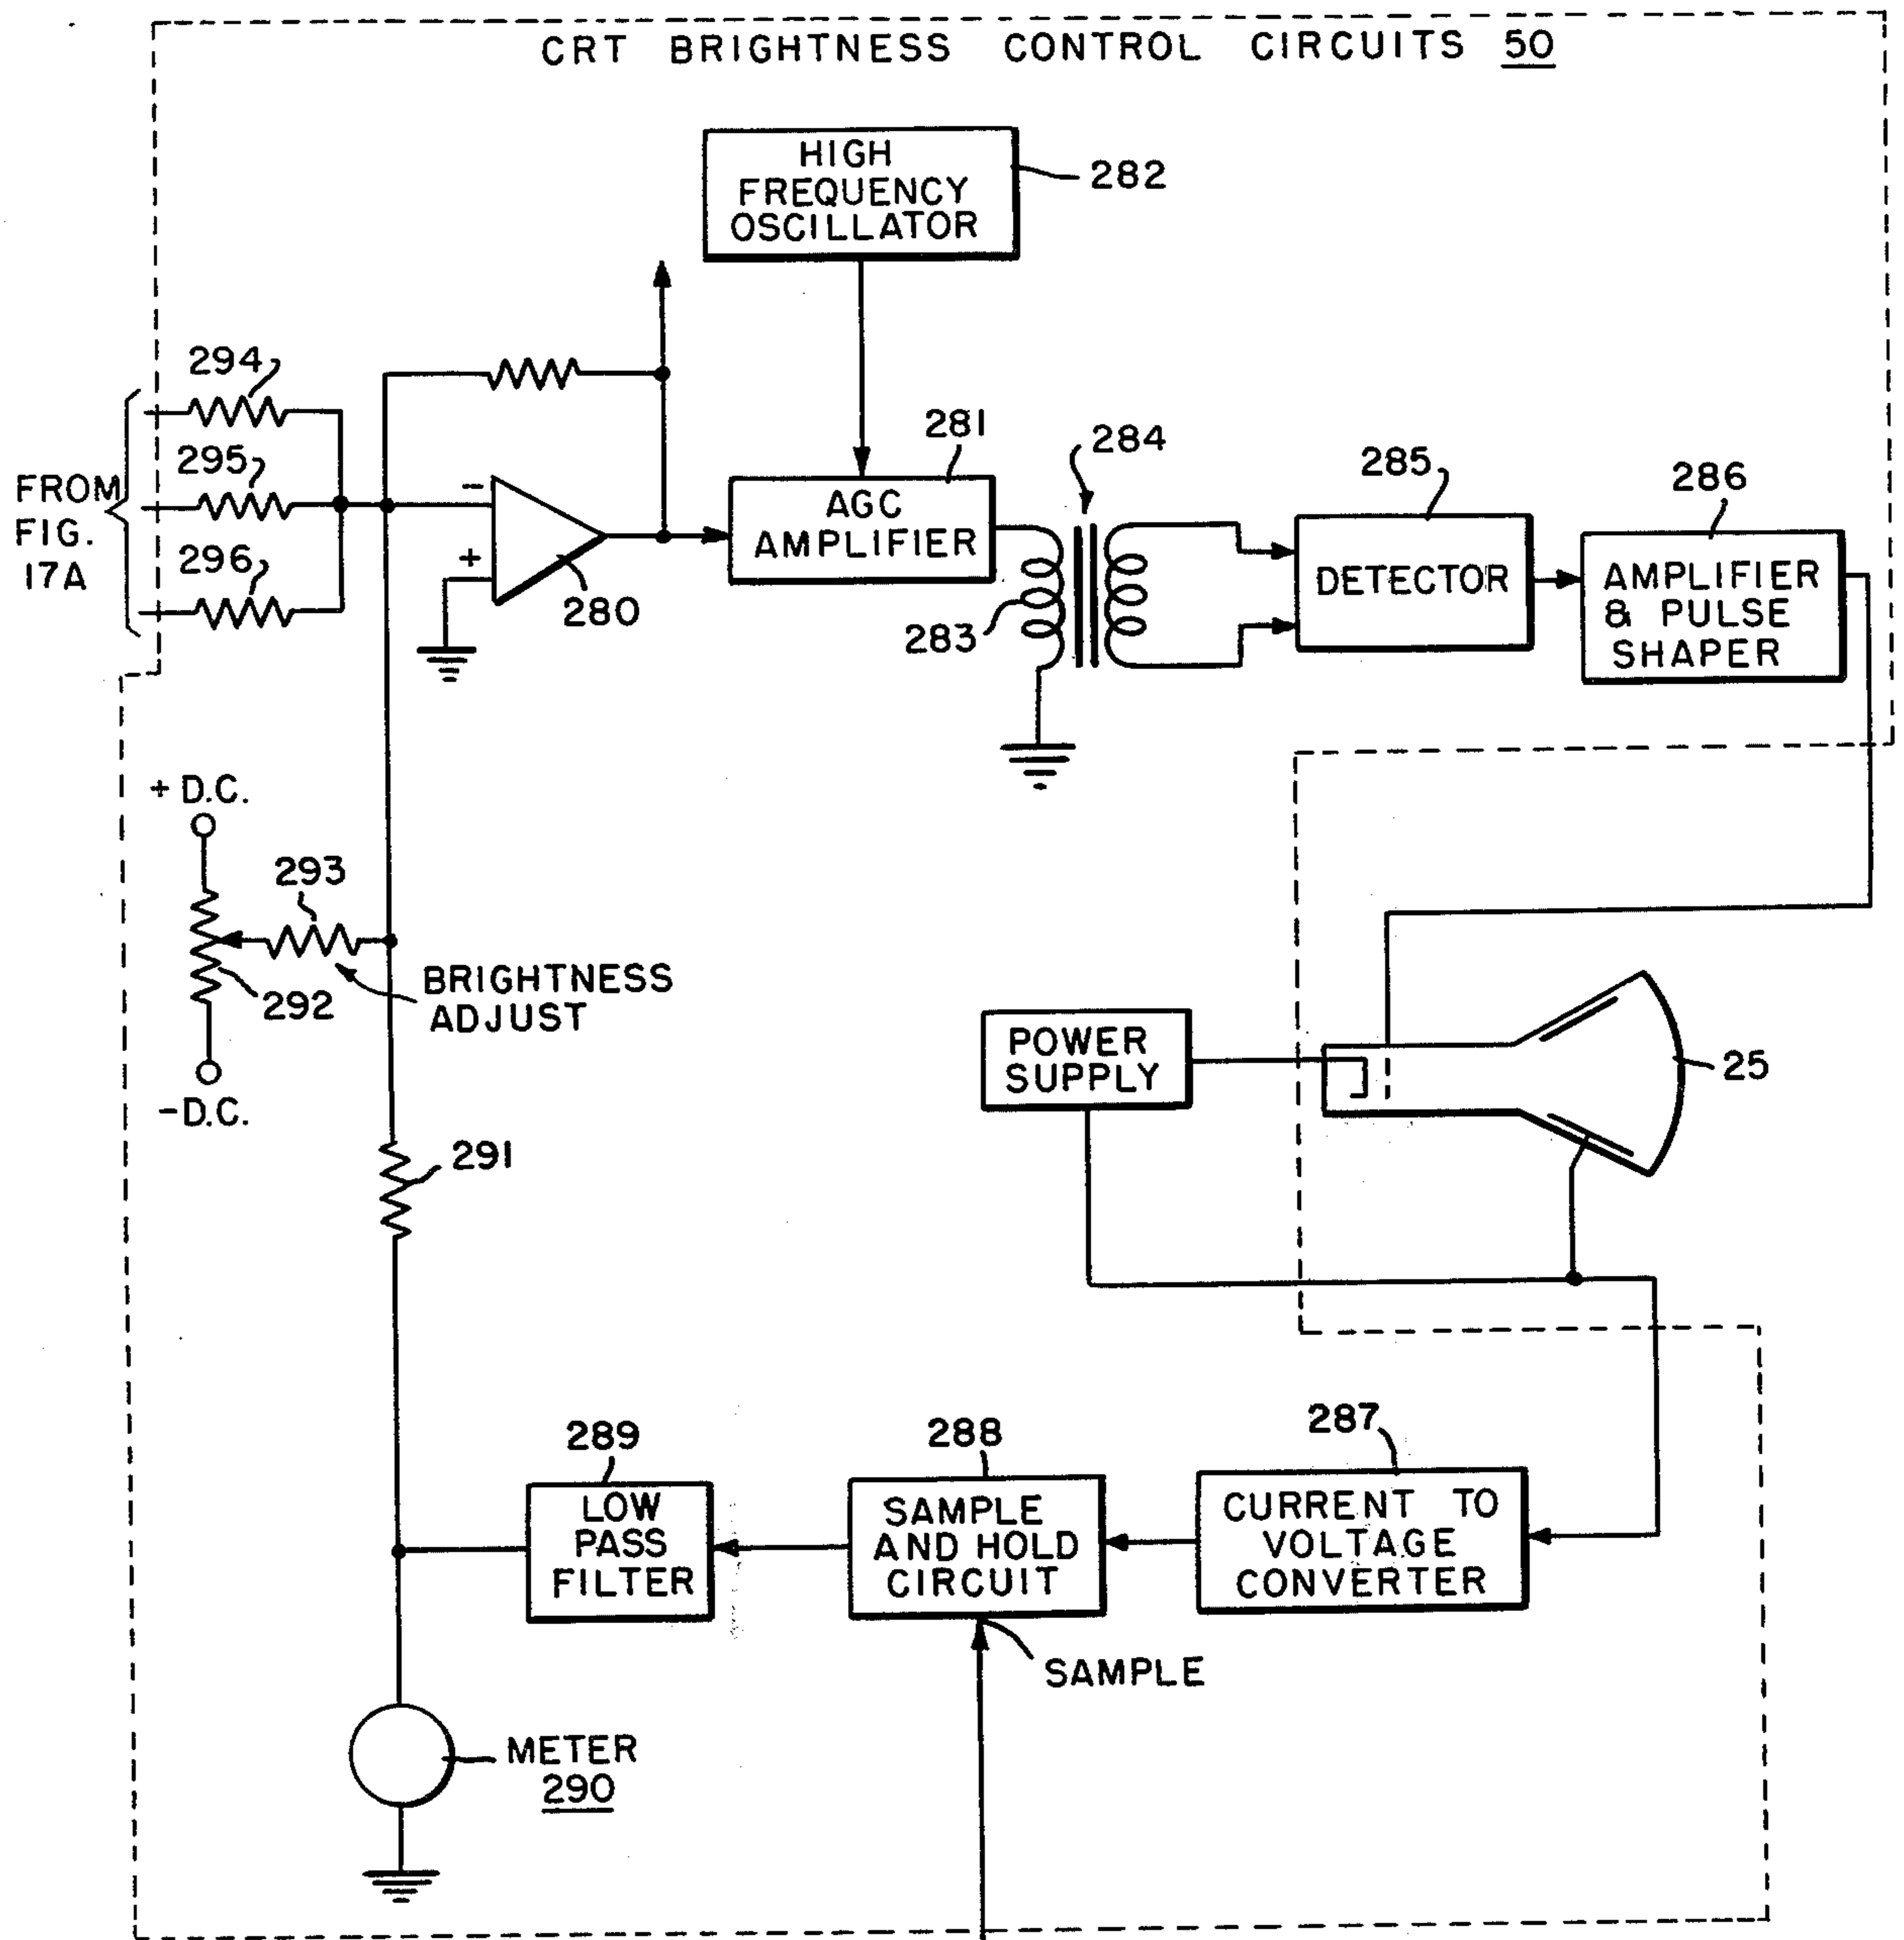 CRT BRIGHTNESS CONTROL CIRCUITS 50
HIGH
FREQUENCY
OSCILLATOR
282
294
295
296
FROM
FIG.
17A
-
+
280
281
AGC
AMPLIFIER
283
284
285
DETECTOR
286
AMPLIFIER
& PULSE
SHAPER
+ D.C.
293
292
-D.C.
BRIGHTNESS
ADJUST
POWER
SUPPLY
25
291
289
LOW
PASS
FILTER
288
SAMPLE
AND HOLD
CIRCUIT
287
CURRENT TO
VOLTAGE
CONVERTER
SAMPLE
METER
290